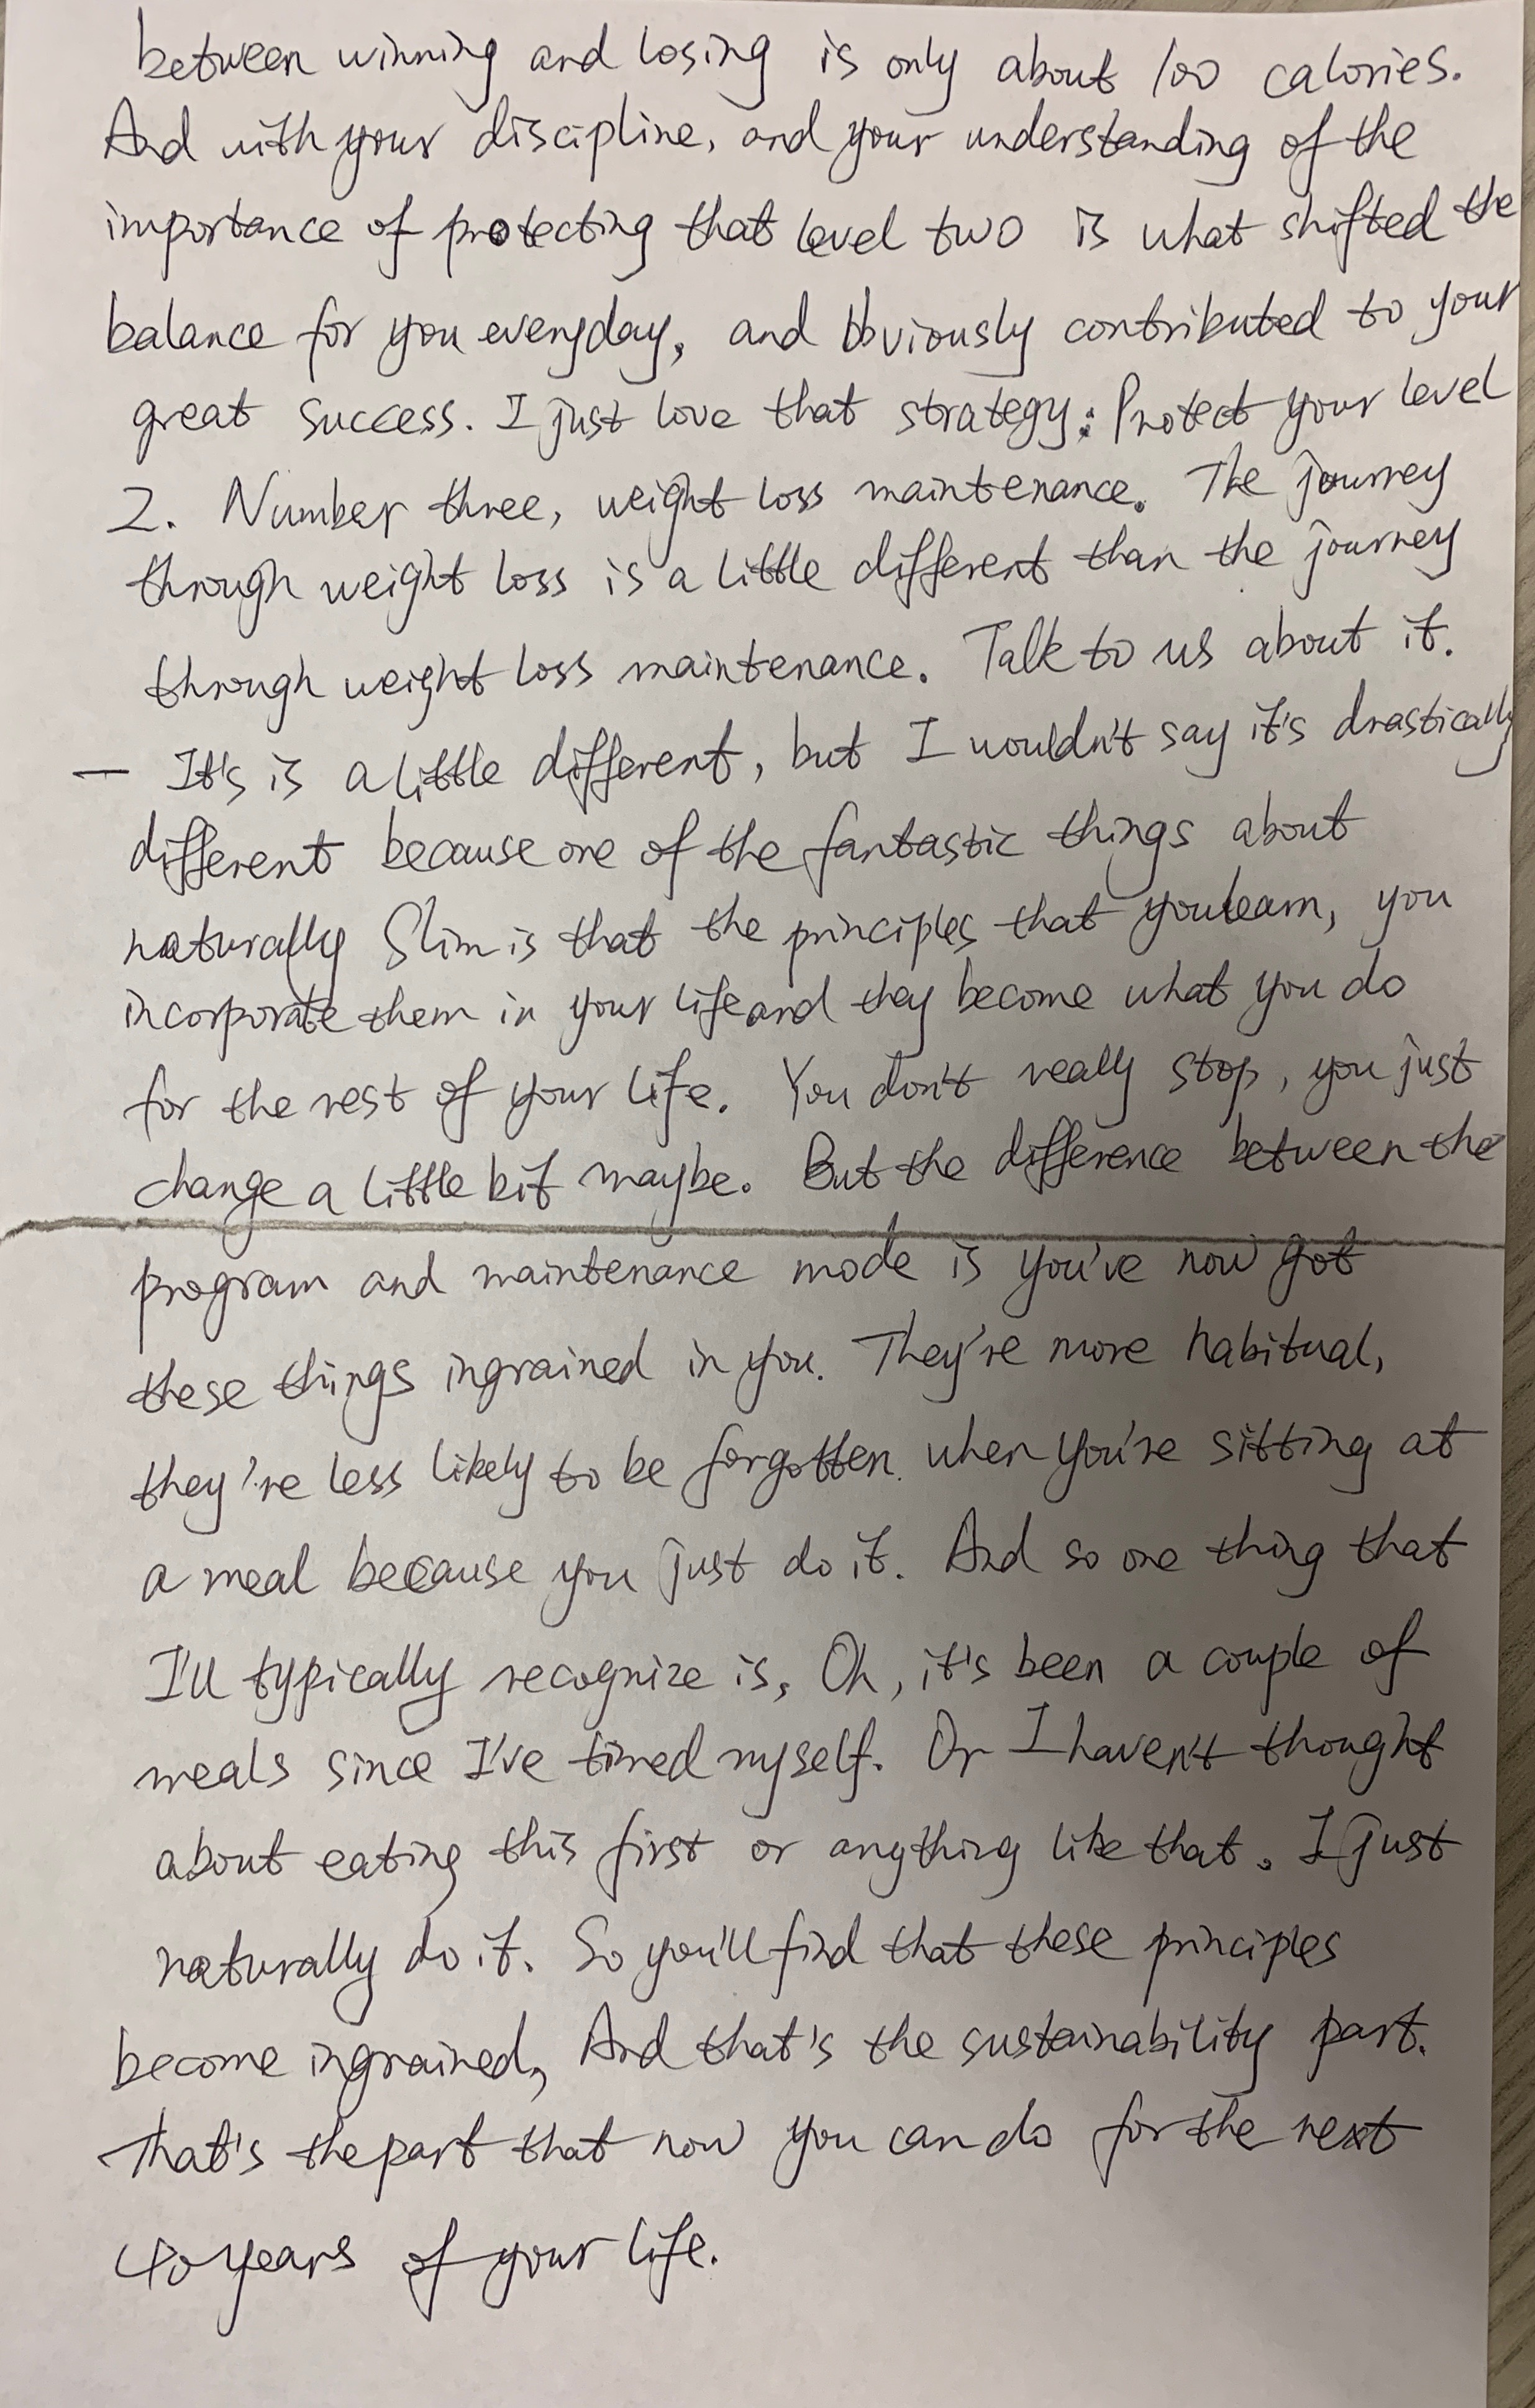 between winning and losing is only about 100 calories.
And with your discipline, and your understanding of the
importance of protecting that level two is what shifted the
balance for you everyday, and obviously contributed to your
great success. I just love that strategy: Protect your level
2. Number three, weight loss maintenance. The journey
through weight loss is a little different than the journey
through weight loss maintenance. Talk to us about it.
— It's is a little different, but I wouldn't say it's drastically
different because one of the fantastic things about
naturally Slim is that the principles that you learn, you
incorporate them in your life and they become what you do
for the rest of your life. You don't really stop, you just
change a little bit maybe. But the difference between the
program and maintenance mode is you've now got
these things ingrained in you. They're more habitual,
they're less likely to be forgotten when you're sitting at
a meal because you just do it. And so one thing that
I'll typically recognize is, Oh, it's been a couple of
meals since I've timed myself. Or I haven't thought
about eating this first or anything like that. I just
naturally do it. So you'll find that these principles
become ingrained, And that's the sustainability part.
That's the part that now you can do for the next
40 years of your life.